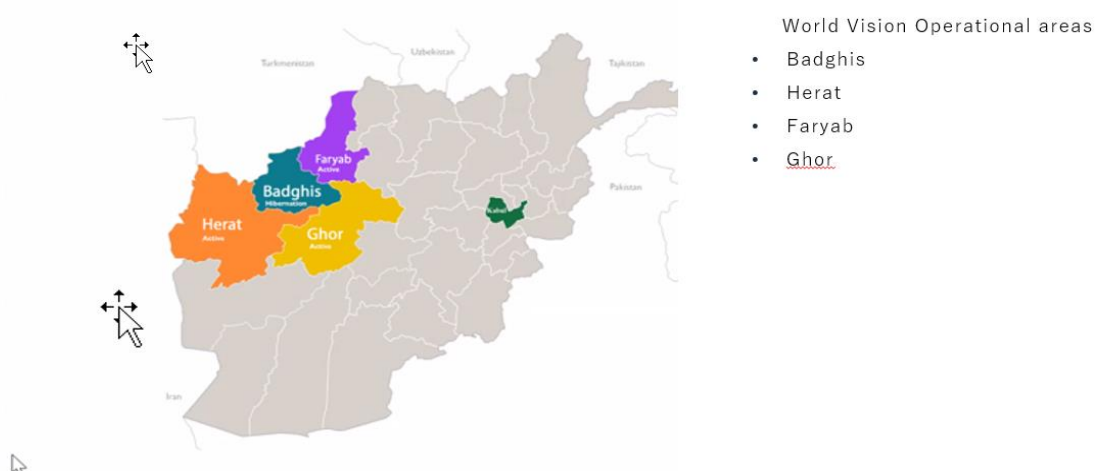 World Vision Operational areas
• Badghis
• Herat
• Faryab
• Ghor
Uzbekistan
Turkmenistan
Tajikistan
Faryab
Active
Badghis
Hibernation
Pakistan
Kabul
Herat
Active
Ghor
Active
Iran